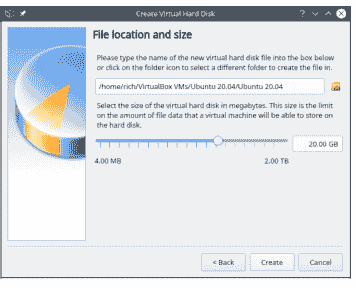 Create Virtual Hard Disk
File location and size
Please type the name of the new virtual hard disk file into the box below
or click on the folder icon to select a different folder to create the file in.
/home/rich/VirtualBox VMs/Ubuntu 20.04/Ubuntu 20.04
Select the size of the virtual hard disk in megabytes. This size is the limit
on the amount of file data that a virtual machine will be able to store on
the hard disk.
20.00 GB
4.00 MB 2.00 TB
< Back Create Cancel